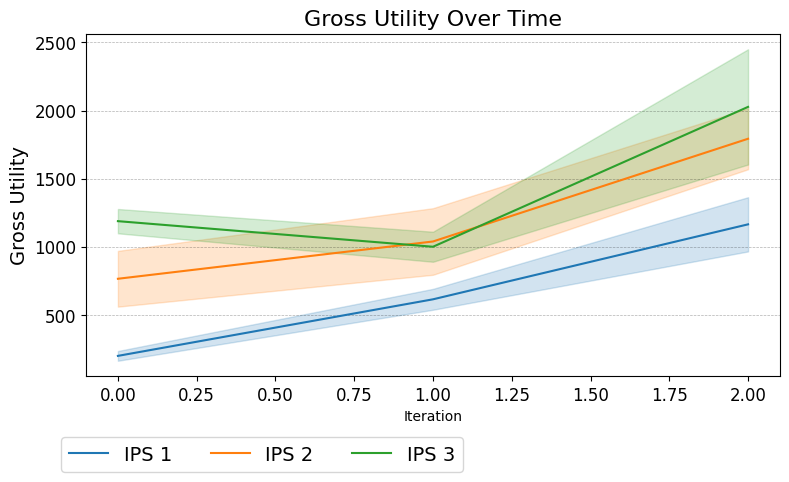 Gross Utility Over Time
Gross Utility
2500
2000
1500
1000
500
0.00 0.25 0.50 0.75 1.00 1.25 1.50 1.75 2.00
Iteration
IPS 1 IPS 2 IPS 3